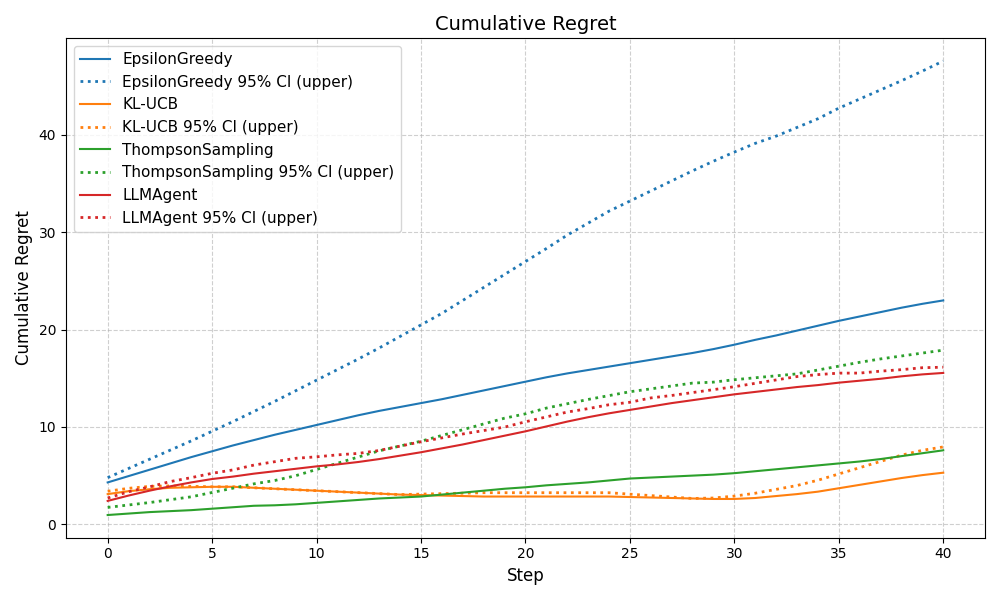 Cumulative Regret
EpsilonGreedy
EpsilonGreedy 95% CI (upper)
KL-UCB
KL-UCB 95% CI (upper)
ThompsonSampling
ThompsonSampling 95% CI (upper)
LLMAgent
LLMAgent 95% CI (upper)
Cumulative Regret
40
30
20
10
0
0 5 10 15 20 25 30 35 40
Step